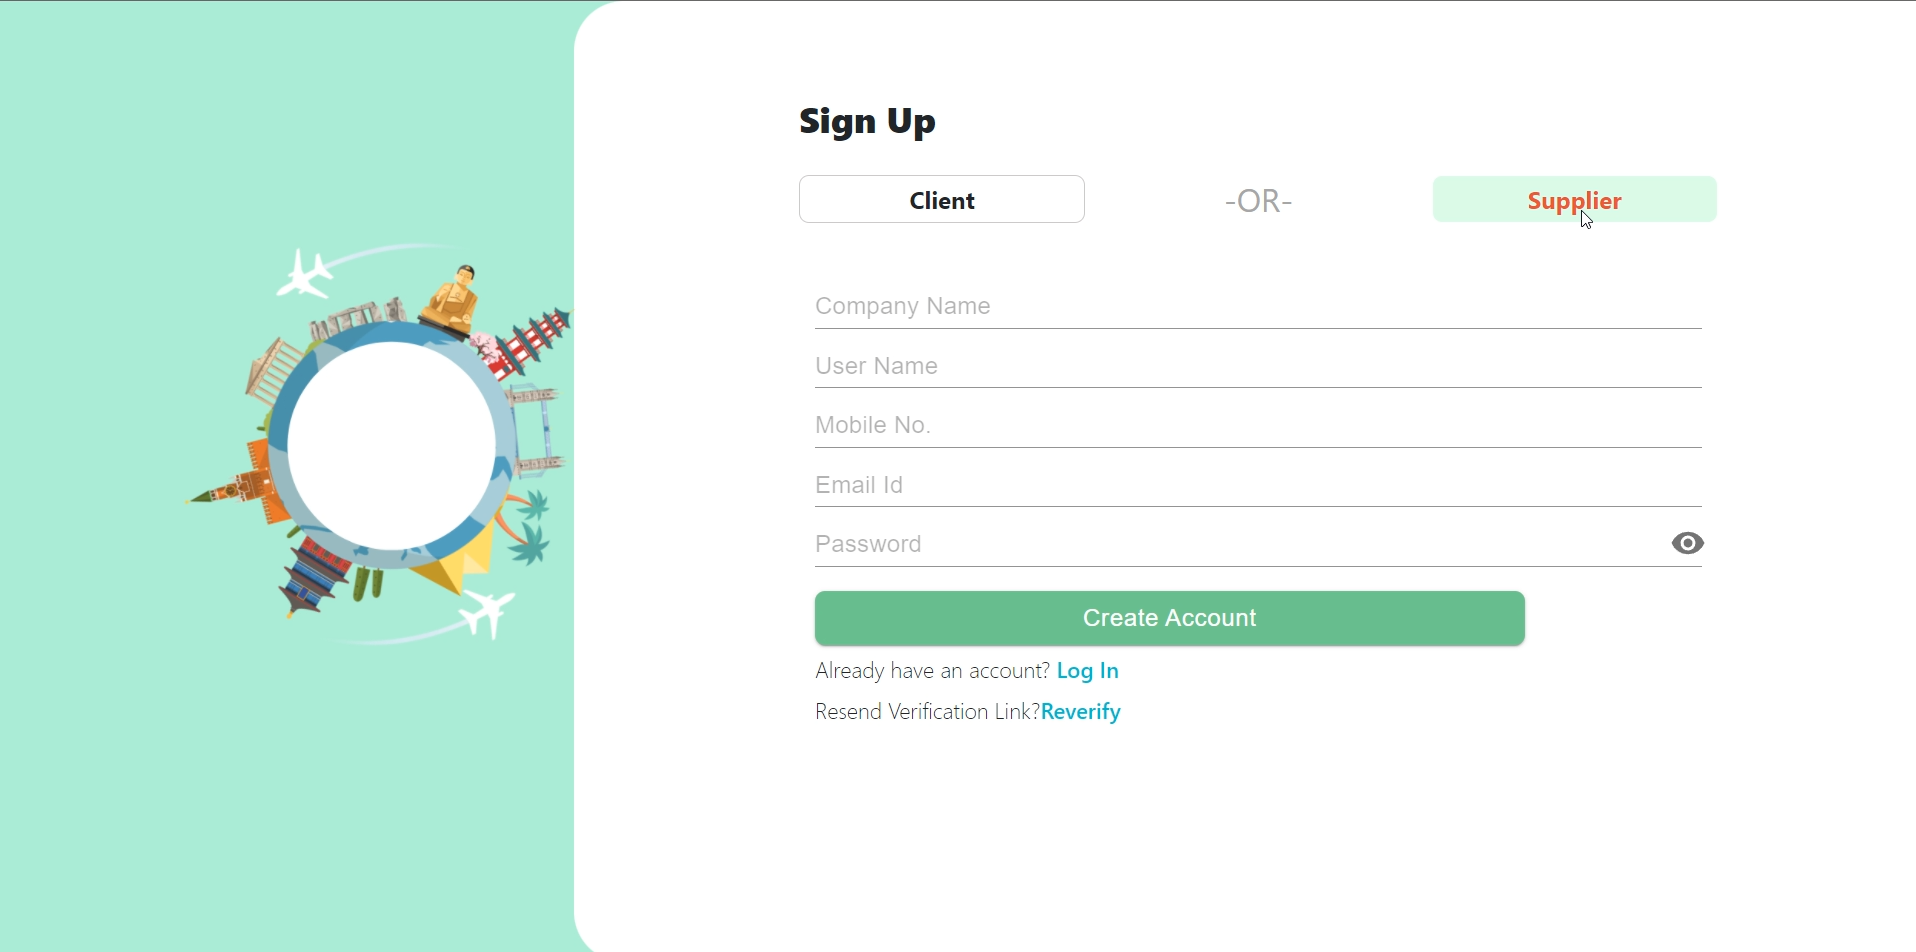 Sign Up
Client -OR- Supplier
Company Name
User Name
Mobile No.
Email Id
Password
Create Account
Already have an account? Log In
Resend Verification Link?Reverify